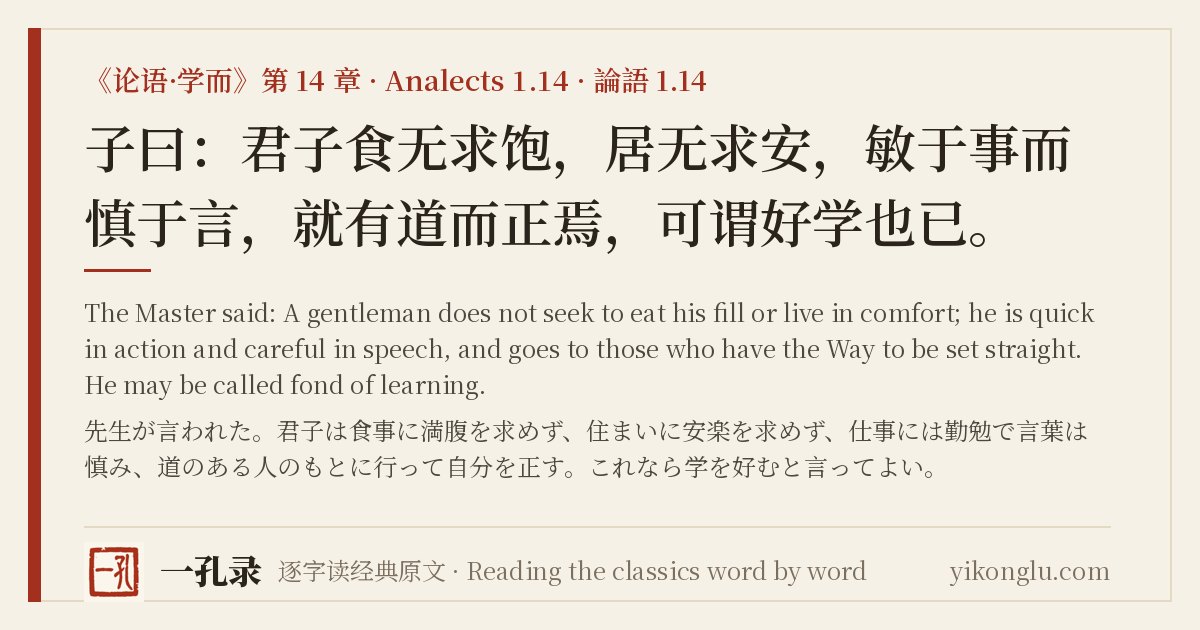 《论语·学而》第 14 章 · Analects 1.14 · 論語 1.14
子曰：君子食无求饱，居无求安，敏于事而
慎于言，就有道而正焉，可谓好学也已。
The Master said: A gentleman does not seek to eat his fill or live in comfort; he is quick
in action and careful in speech, and goes to those who have the Way to be set straight.
He may be called fond of learning.
先生が言われた。君子は食事に満腹を求めず、住まいに安楽を求めず、仕事には勤勉で言葉は
慎み、道のある人のもとに行って自分を正す。これなら学を好むと言ってよい。
一孔
一孔录 逐字读经典原文 · Reading the classics word by word yikonglu.com